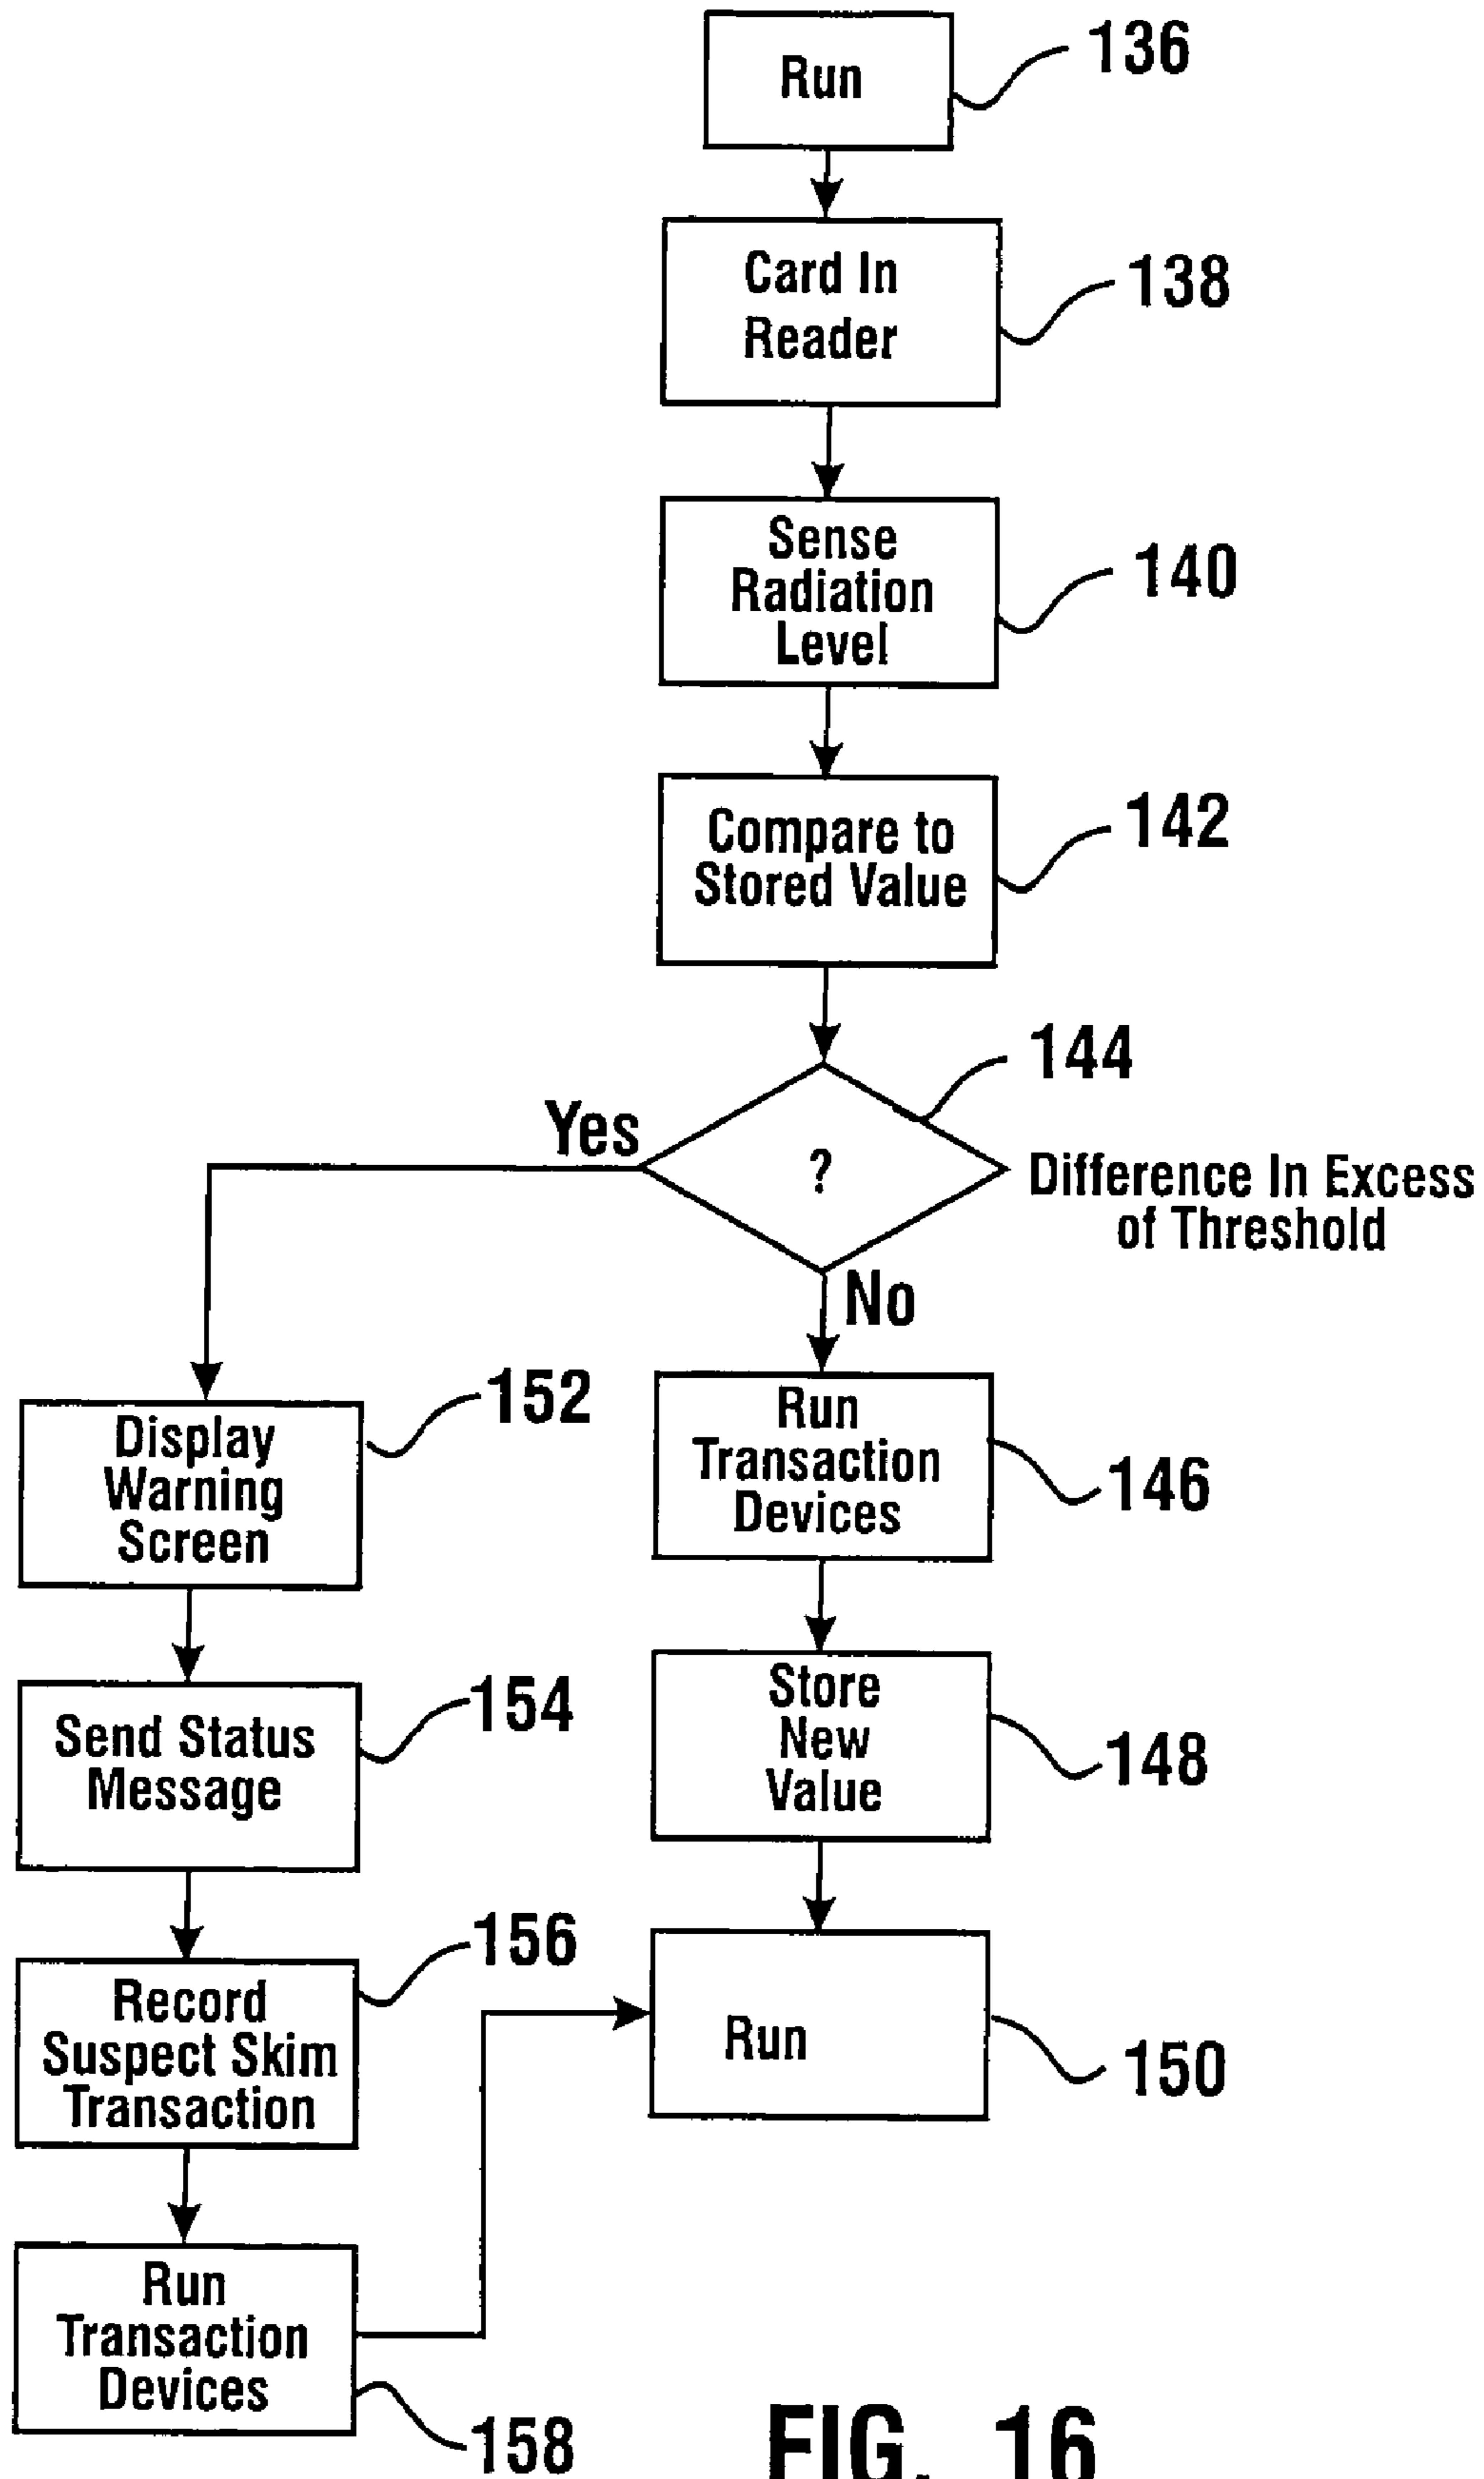 Run
136
Card In
Reader
138
Sense
Radiation
Level
140
Compare to
Stored Value
142
144
Yes
?
Difference In Excess
of Threshold
No
Run
Transaction
Devices
146
Display
Warning
Screen
152
Store
New
Value
148
Send Status
Message
154
Run
150
Record
Suspect Skim
Transaction
156
Run
Transaction
Devices
158
FIG. 16